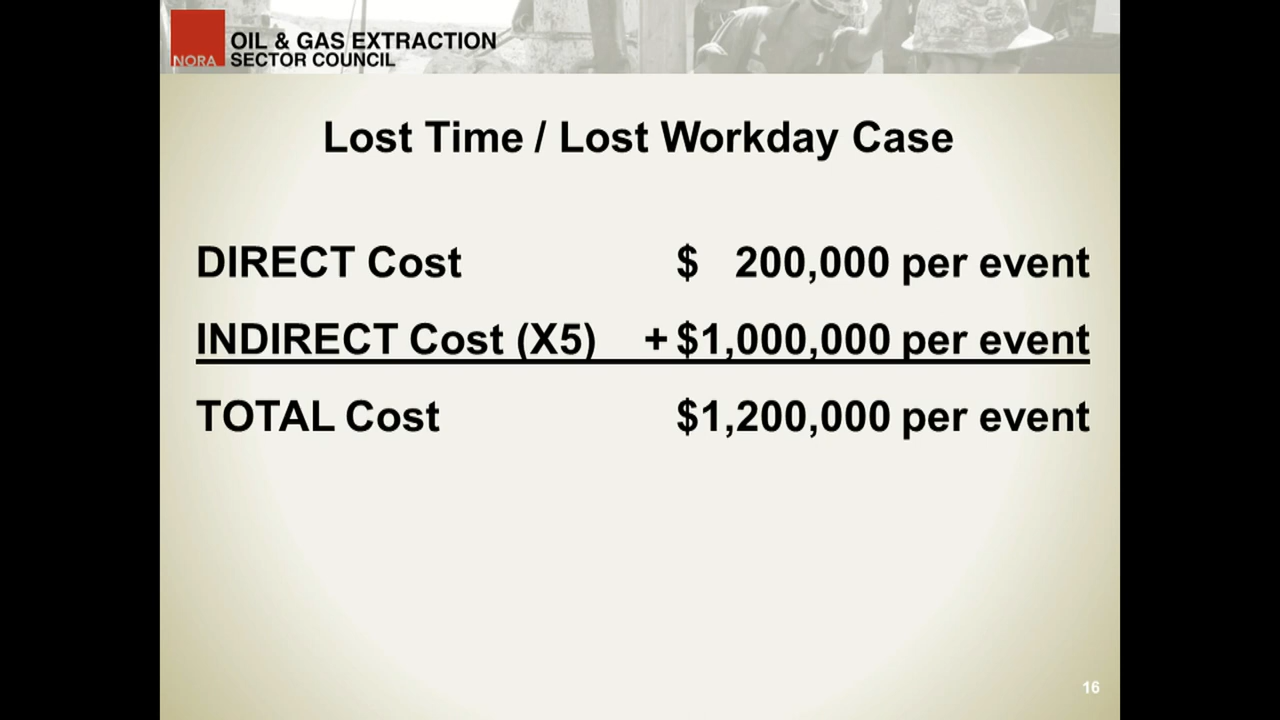 NORA
OIL & GAS EXTRACTION
SECTOR COUNCIL
Lost Time / Lost Workday Case
DIRECT Cost $ 200,000 per event
INDIRECT Cost (X5) + $1,000,000 per event
TOTAL Cost $1,200,000 per event
16